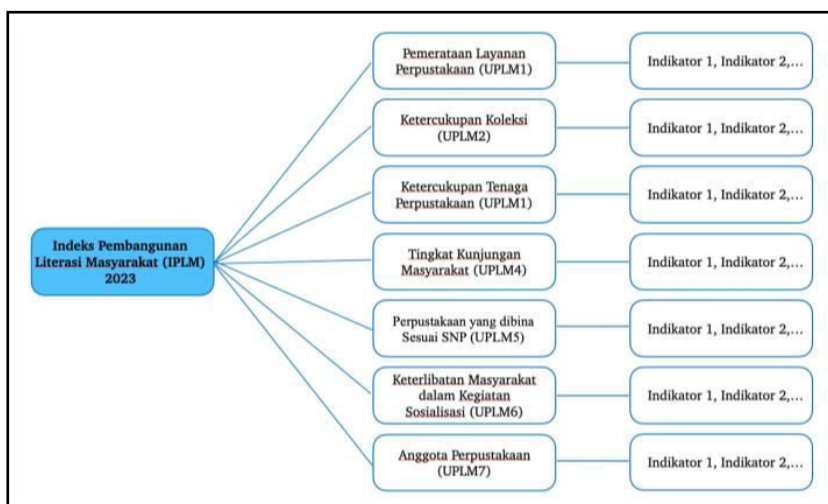 Pemerataan Layanan
Perpustakaan (UPLM1)
Indikator 1, Indikator 2,...
Ketercukupan Koleksi
(UPLM2)
Indikator 1, Indikator 2,...
Ketercukupan Tenaga
Perpustakaan (UPLM1)
Indikator 1, Indikator 2,...
Indeks Pembangunan
Literasi Masyarakat (IPLM)
2023
Tingkat Kunjungan
Masyarakat (UPLM4)
Indikator 1, Indikator 2,...
Perpustakaan yang dibina
Sesuai SNP (UPLM5)
Indikator 1, Indikator 2,...
Keterlibatan Masyarakat
dalam Kegiatan
Sosialisasi (UPLM6)
Indikator 1, Indikator 2,...
Anggota Perpustakaan
(UPLM7)
Indikator 1, Indikator 2,...